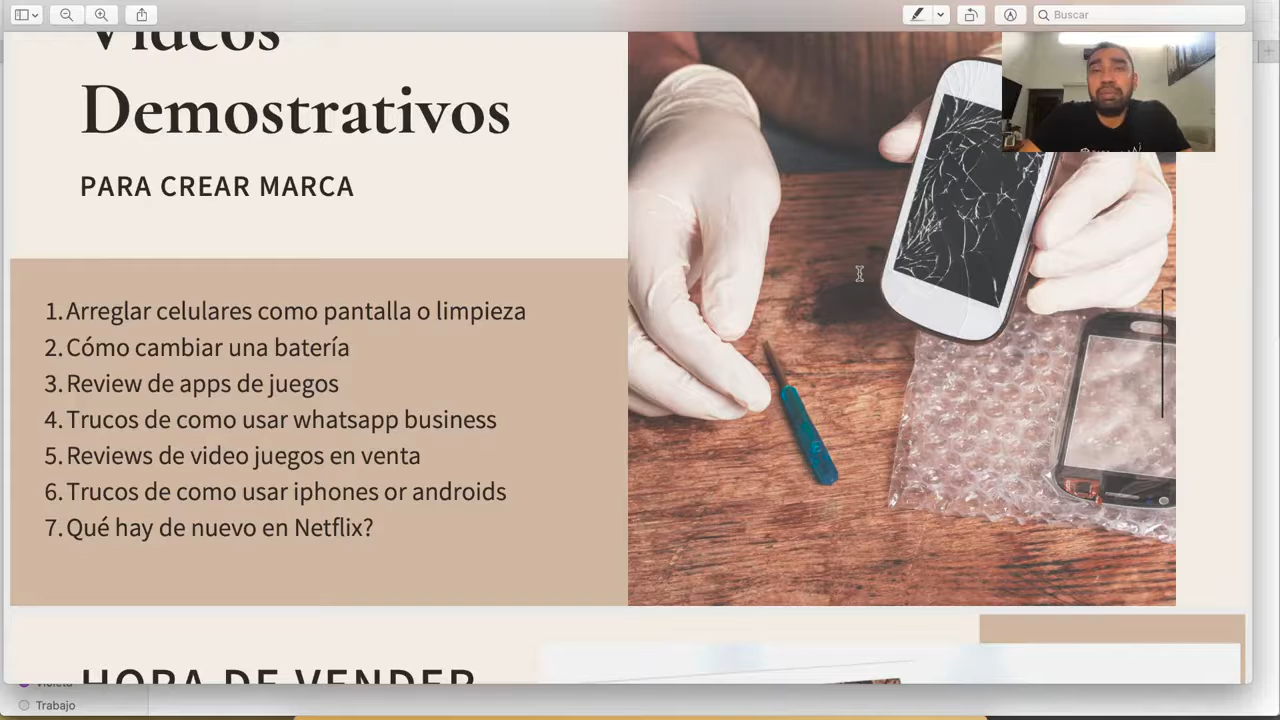 Buscar
Videos
Demostrativos
PARA CREAR MARCA
1. Arreglar celulares como pantalla o limpieza
2. Cómo cambiar una batería
3. Review de apps de juegos
4. Trucos de como usar whatsapp business
5. Reviews de video juegos en venta
6. Trucos de como usar iphones or androids
7. Qué hay de nuevo en Netflix?
HORA DE VENDER
Violeta
Trabajo